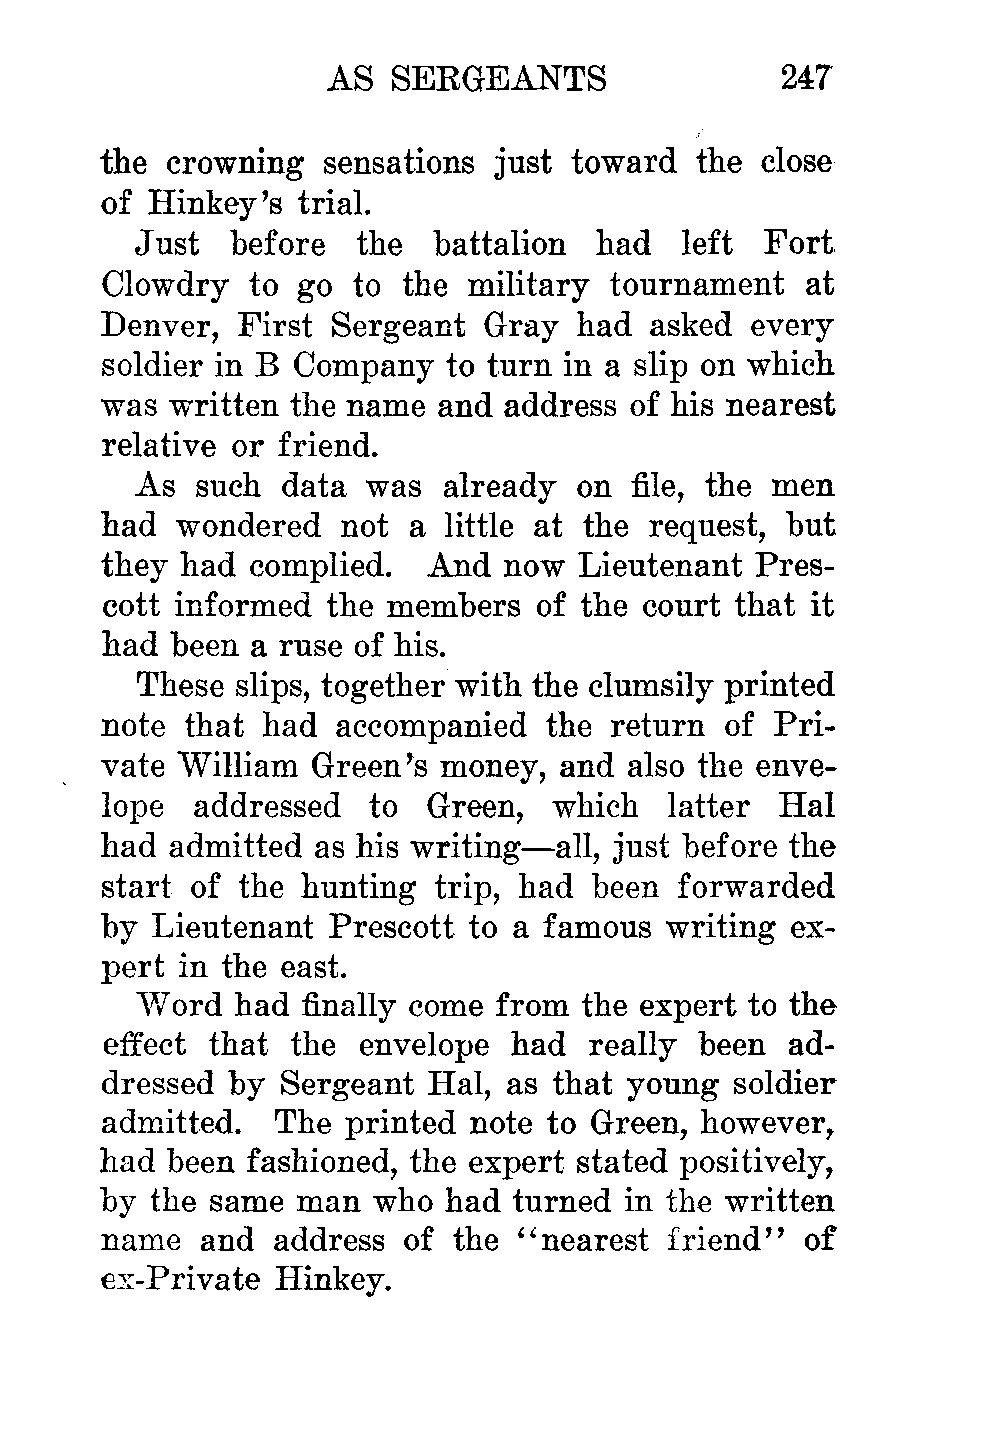 AS SERGEANTS 247
the crowning sensations just toward the close
of Hinkey's trial.
Just before the battalion had left Fort
Clowdry to go to the military tournament at
Denver, First Sergeant Gray had asked every
soldier in B Company to turn in a slip on which
was written the name and address of his nearest
relative or friend.
As such data was already on file, the men
had wondered not a little at the request, but
they had complied. And now Lieutenant Pres-
cott informed the members of the court that it
had been a ruse of his.
These slips, together with the clumsily printed
note that had accompanied the return of Pri-
vate William Green's money, and also the enve-
lope addressed to Green, which latter Hal
had admitted as his writing—all, just before the
start of the hunting trip, had been forwarded
by Lieutenant Prescott to a famous writing ex-
pert in the east.
Word had finally come from the expert to the
effect that the envelope had really been ad-
dressed by Sergeant Hal, as that young soldier
admitted. The printed note to Green, however,
had been fashioned, the expert stated positively,
by the same man who had turned in the written
name and address of the "nearest friend" of
ex-Private Hinkey.